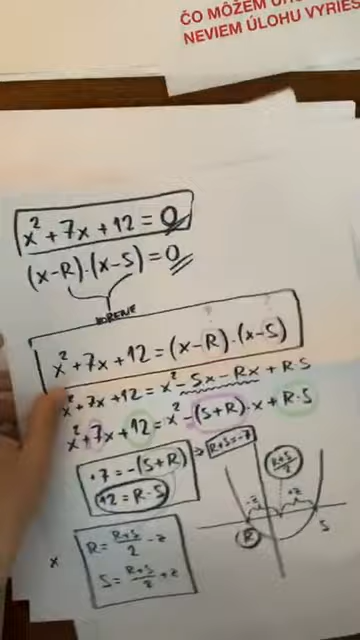 ČO MÔŽEM
NEVIEM ÚLOHU VYRIEŠ
x² + 7x + 12 = 0
(x-R).(x-S) = 0
KORENE
x² + 7x + 12 = (x-R).(x-S)
x² + 7x + 12 = x² - Sx - Rx + R·S
x² + 7x + 12 = x² - (S+R).x + R·S
+7 = -(S+R) → R+S = -7
12 = R·S
R = R+S/2 - z
S = R+S/2 + z
R+S/2
-z +z
R S